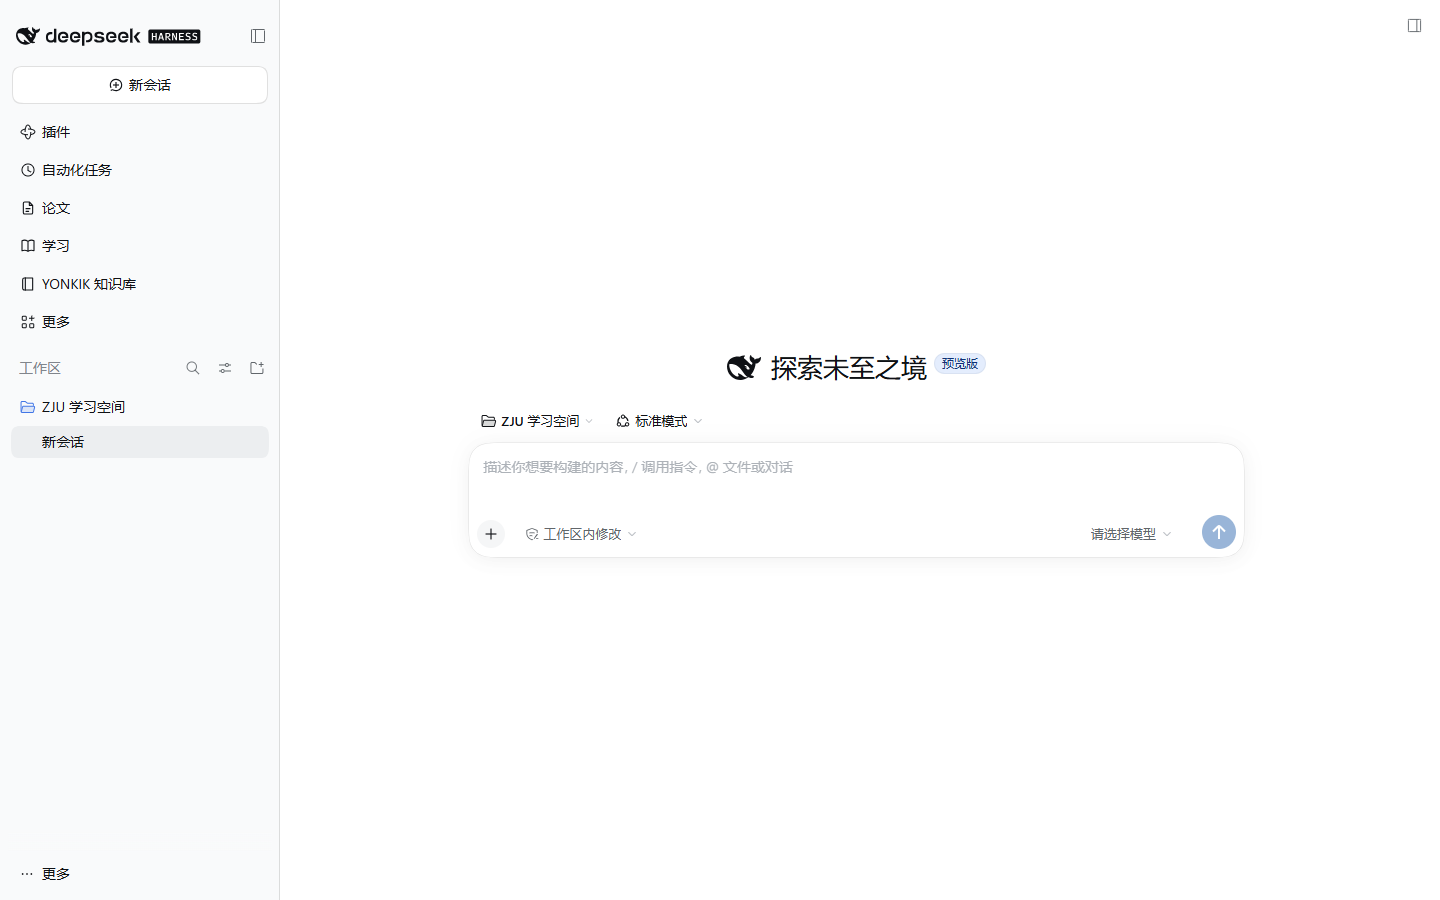 deepseek HARNESS
新会话
插件
自动化任务
论文
学习
YONKIK 知识库
更多
工作区
ZJU 学习空间
新会话
更多
探索未至之境 预览版
ZJU 学习空间 标准模式
描述你想要构建的内容, / 调用指令, @ 文件或对话
工作区内修改 请选择模型